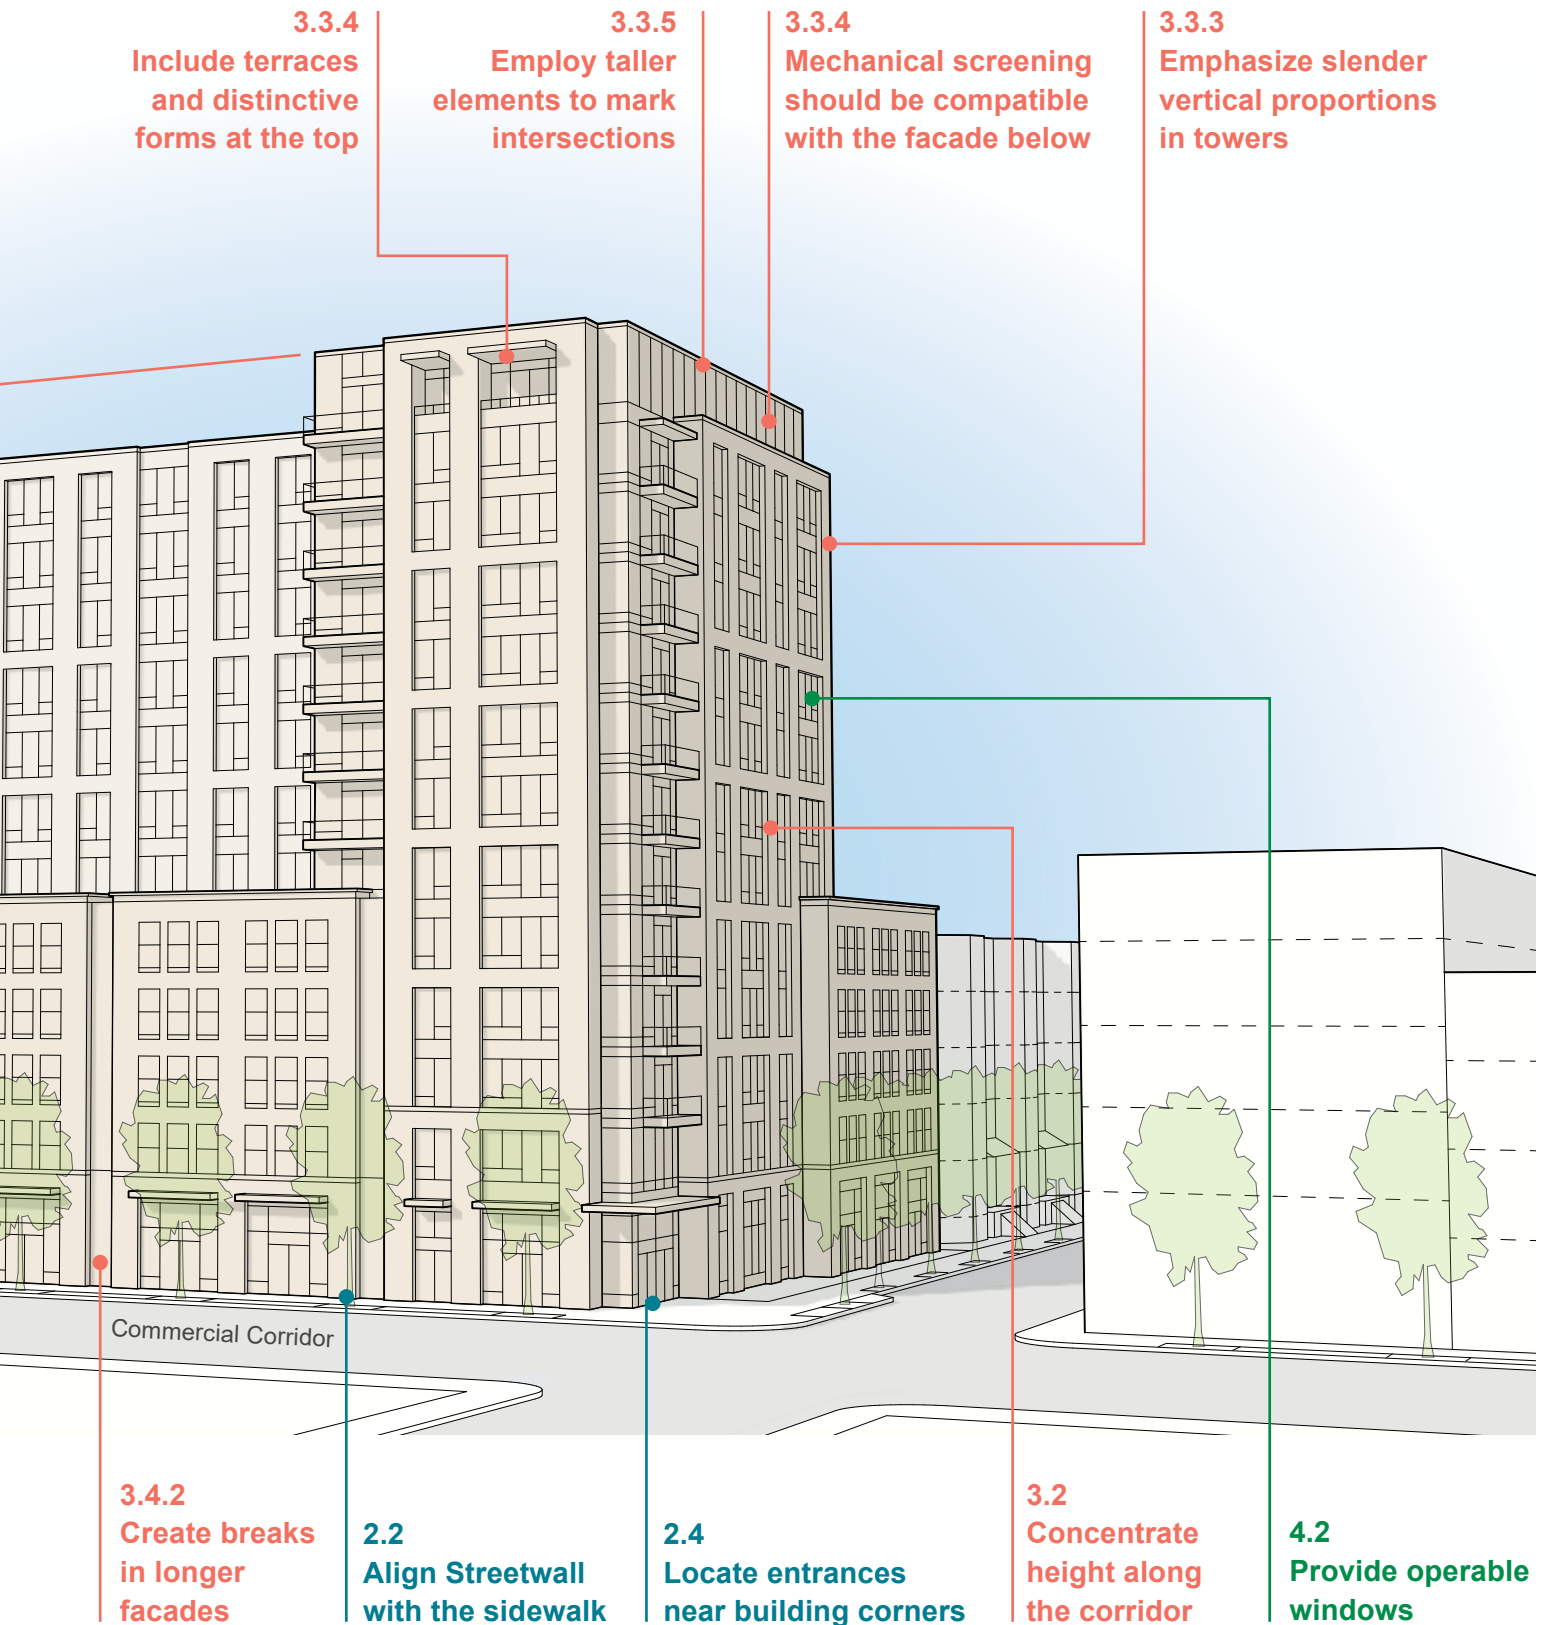 3.3.4
Include terraces
and distinctive
forms at the top
3.3.5
Employ taller
elements to mark
intersections
3.3.4
Mechanical screening
should be compatible
with the facade below
3.3.3
Emphasize slender
vertical proportions
in towers
Commercial Corridor
3.4.2
Create breaks
in longer
facades
2.2
Align Streetwall
with the sidewalk
2.4
Locate entrances
near building corners
3.2
Concentrate
height along
the corridor
4.2
Provide operable
windows